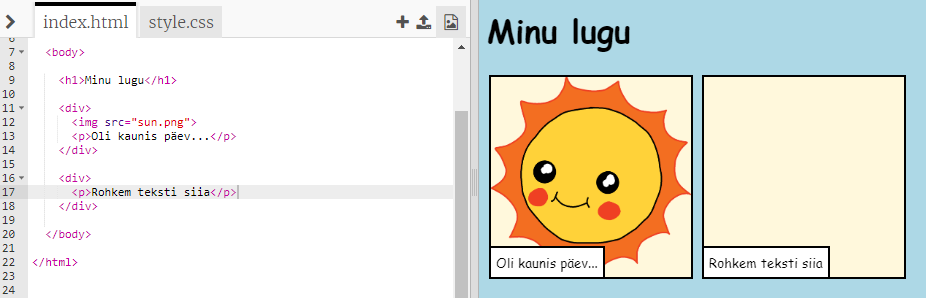 index.html style.css
6
7 <body>
8
9 <h1>Minu lugu</h1>
10
11 <div>
12 <img src="sun.png">
13 <p>Oli kaunis päev...</p>
14 </div>
15
16 <div>
17 <p>Rohkem teksti siia</p>
18 </div>
19
20 </body>
21
22 </html>
23
24
Minu lugu
Oli kaunis päev...
Rohkem teksti siia